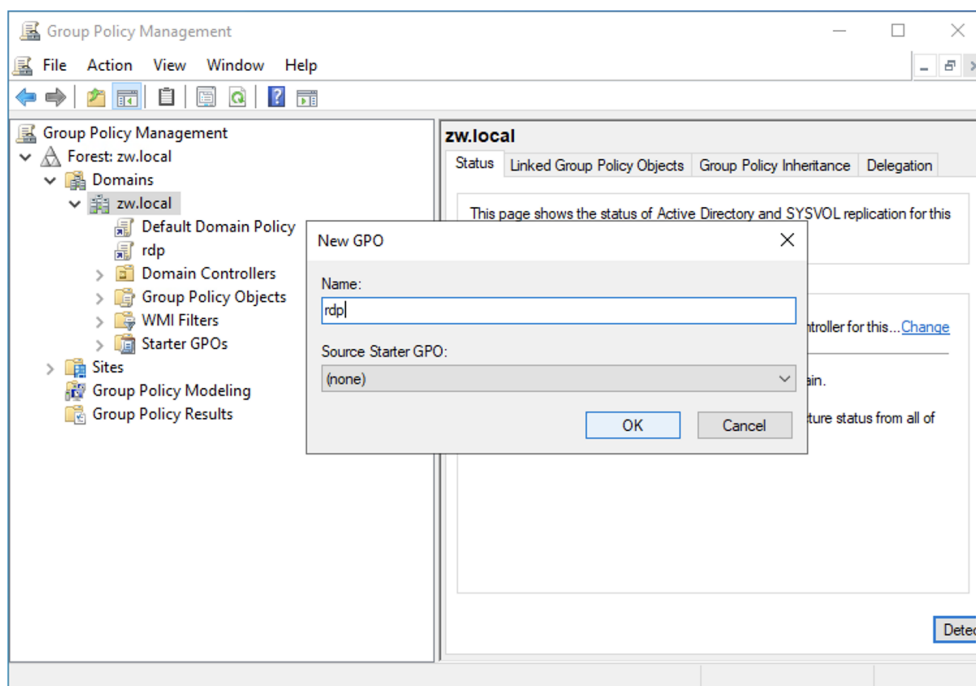 Group Policy Management
File Action View Window Help
Group Policy Management
Forest: zw.local
Domains
zw.local
Default Domain Policy
rdp
Domain Controllers
Group Policy Objects
WMI Filters
Starter GPOs
Sites
Group Policy Modeling
Group Policy Results
zw.local
Status Linked Group Policy Objects Group Policy Inheritance Delegation
This page shows the status of Active Directory and SYSVOL replication for this
New GPO
Name:
rdp
Source Starter GPO:
(none)
OK Cancel
for this...Change
status from all of